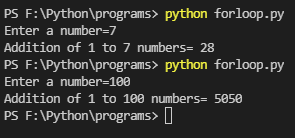 PS F:\Python\programs> python forloop.py
Enter a number=7
Addition of 1 to 7 numbers= 28
PS F:\Python\programs> python forloop.py
Enter a number=100
Addition of 1 to 100 numbers= 5050
PS F:\Python\programs>